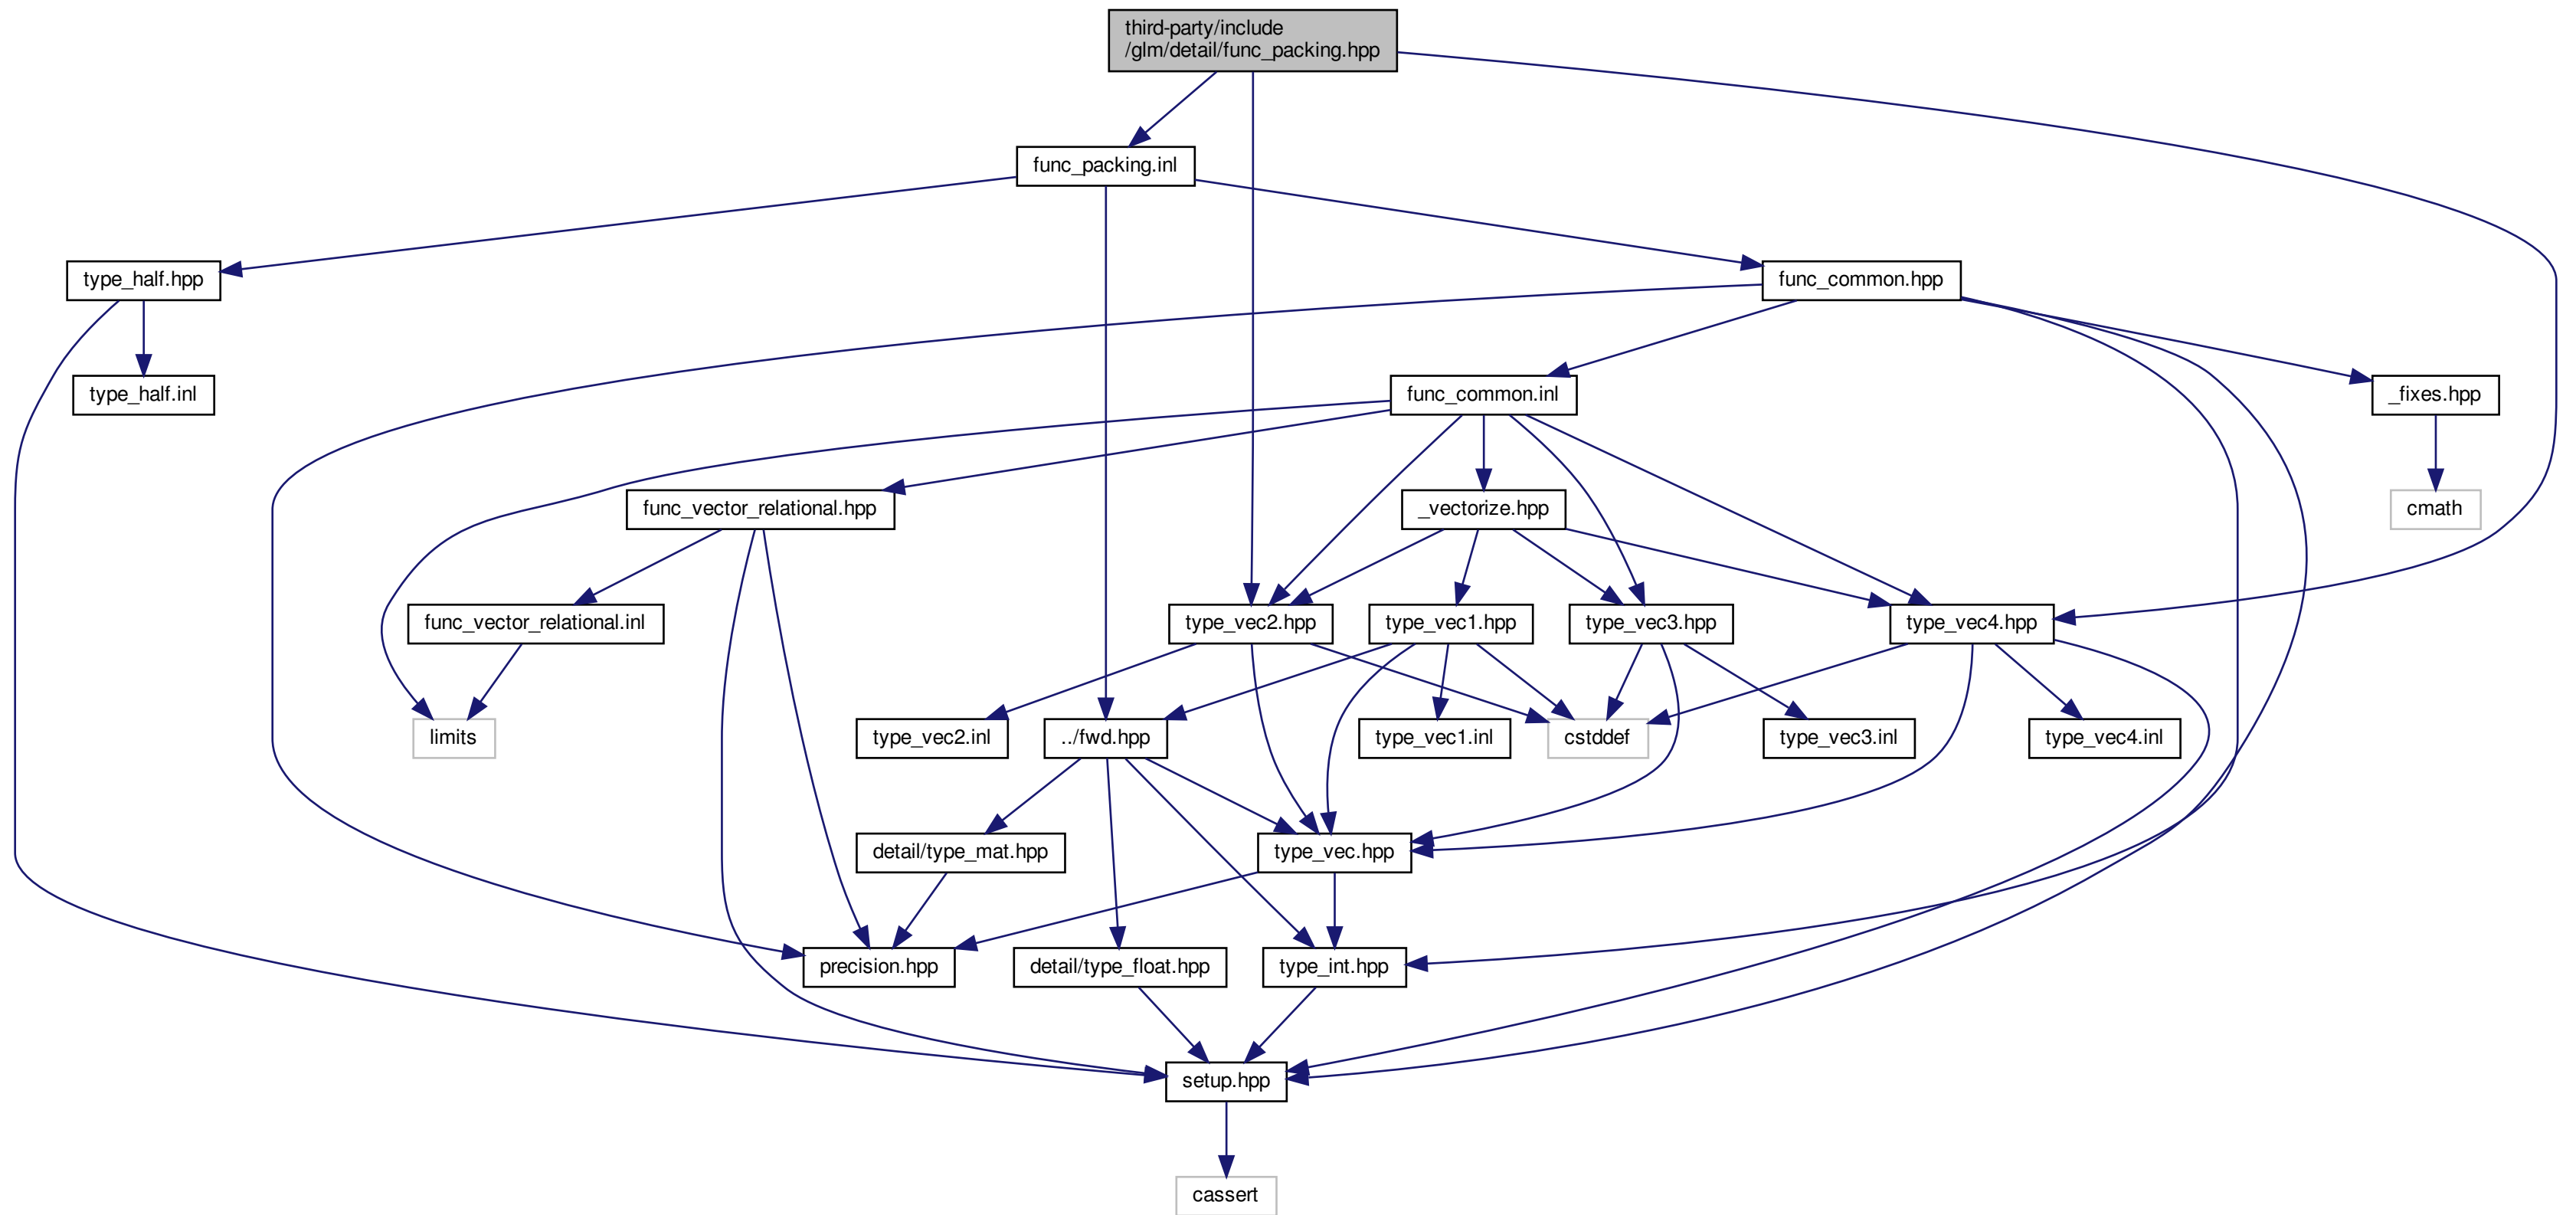 third-party/include
/glm/detail/func_packing.hpp
func_packing.inl
type_half.hpp
func_common.hpp
type_half.inl
func_common.inl
_fixes.hpp
func_vector_relational.hpp
_vectorize.hpp
cmath
func_vector_relational.inl
type_vec2.hpp
type_vec1.hpp
type_vec3.hpp
type_vec4.hpp
limits
type_vec2.inl
../fwd.hpp
type_vec1.inl
cstddef
type_vec3.inl
type_vec4.inl
detail/type_mat.hpp
type_vec.hpp
precision.hpp
detail/type_float.hpp
type_int.hpp
setup.hpp
cassert